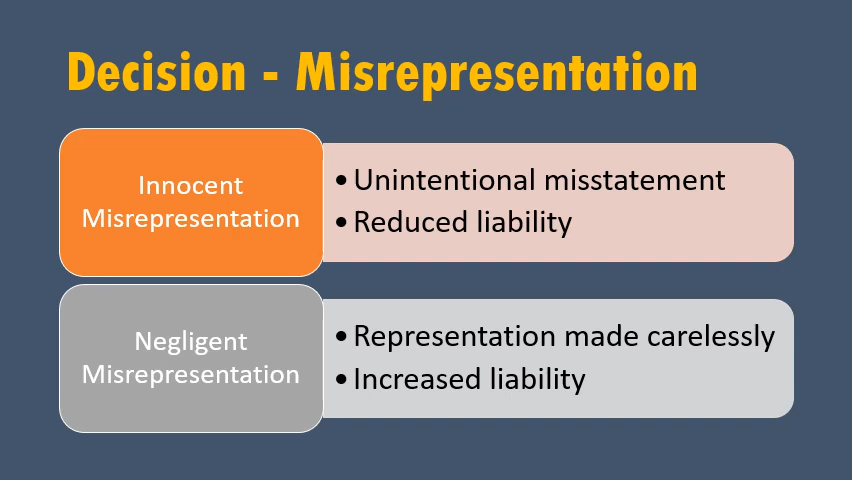 Decision - Misrepresentation
Innocent
Misrepresentation
• Unintentional misstatement
• Reduced liability
Negligent
Misrepresentation
• Representation made carelessly
• Increased liability